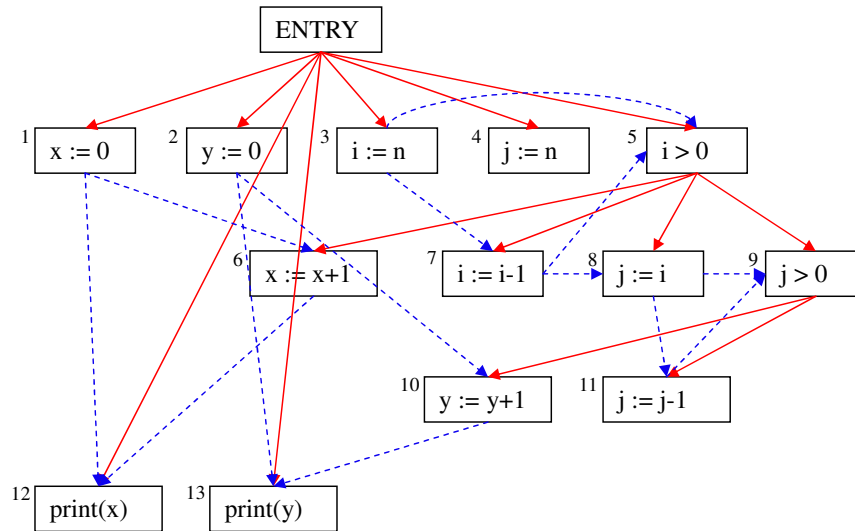 ENTRY
1 x := 0
2 y := 0
3 i := n
4 j := n
5 i > 0
6 x := x+1
7 i := i-1
8 j := i
9 j > 0
10 y := y+1
11 j := j-1
12 print(x)
13 print(y)